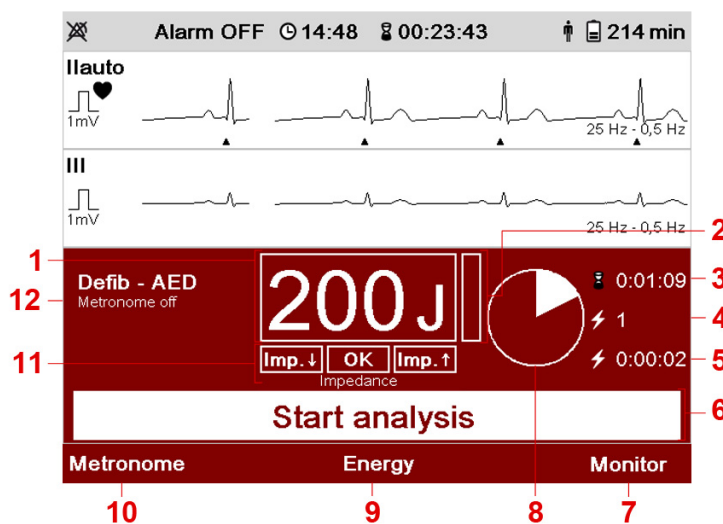 Alarm OFF 14:48 00:23:43 214 min
IIauto
1mV
25 Hz - 0,5 Hz
III
1mV
25 Hz - 0,5 Hz
2
1
Defib - AED
Metronome off
12
200 J
0:01:09 3
1 4
0:00:02 5
11
Imp.↓ OK Imp.↑
Impedance
Start analysis
6
Metronome Energy Monitor
10 9 8 7